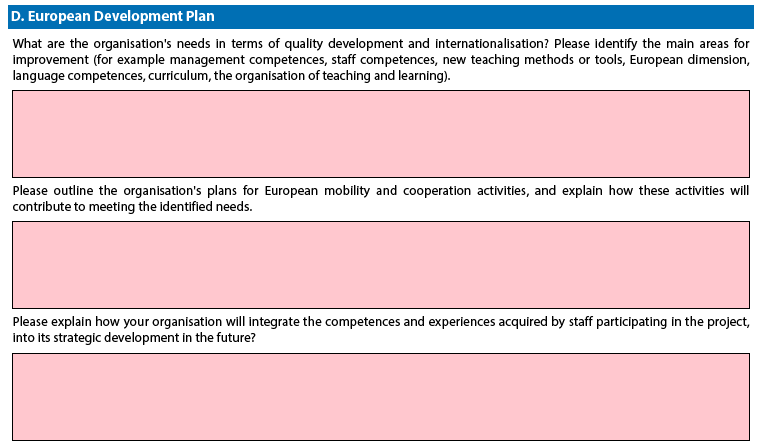 D. European Development Plan
What are the organisation's needs in terms of quality development and internationalisation? Please identify the main areas for
improvement (for example management competences, staff competences, new teaching methods or tools, European dimension,
language competences, curriculum, the organisation of teaching and learning).
Please outline the organisation's plans for European mobility and cooperation activities, and explain how these activities will
contribute to meeting the identified needs.
Please explain how your organisation will integrate the competences and experiences acquired by staff participating in the project,
into its strategic development in the future?